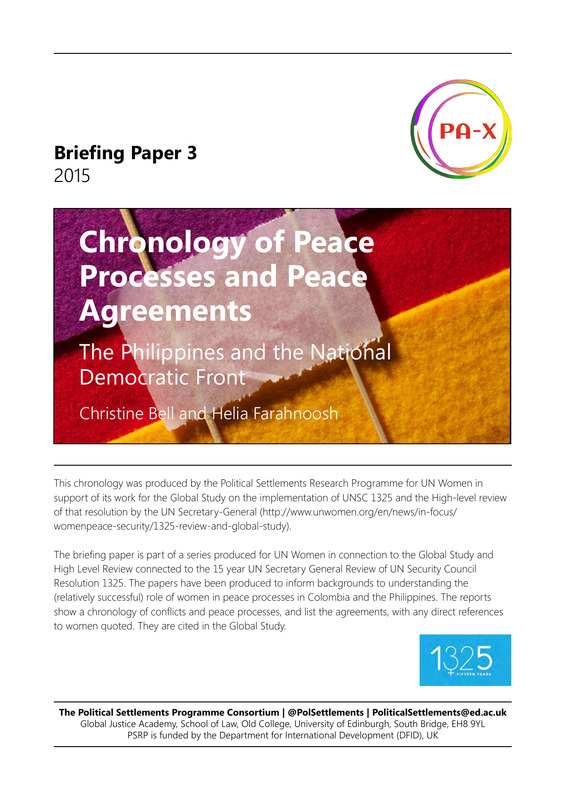 PA-X
Briefing Paper 3
2015
Chronology of Peace
Processes and Peace
Agreements
The Philippines and the National
Democratic Front
Christine Bell and Helia Farahnoosh
This chronology was produced by the Political Settlements Research Programme for UN Women in
support of its work for the Global Study on the implementation of UNSC 1325 and the High-level review
of that resolution by the UN Secretary-General (http://www.unwomen.org/en/news/in-focus/
womenpeace-security/1325-review-and-global-study).
The briefing paper is part of a series produced for UN Women in connection to the Global Study and
High Level Review connected to the 15 year UN Secretary General Review of UN Security Council
Resolution 1325. The papers have been produced to inform backgrounds to understanding the
(relatively successful) role of women in peace processes in Colombia and the Philippines. The reports
show a chronology of conflicts and peace processes, and list the agreements, with any direct references
to women quoted. They are cited in the Global Study.
1325
FIFTEEN YEARS
The Political Settlements Programme Consortium | @PolSettlements | PoliticalSettlements@ed.ac.uk
Global Justice Academy, School of Law, Old College, University of Edinburgh, South Bridge, EH8 9YL
PSRP is funded by the Department for International Development (DFID), UK